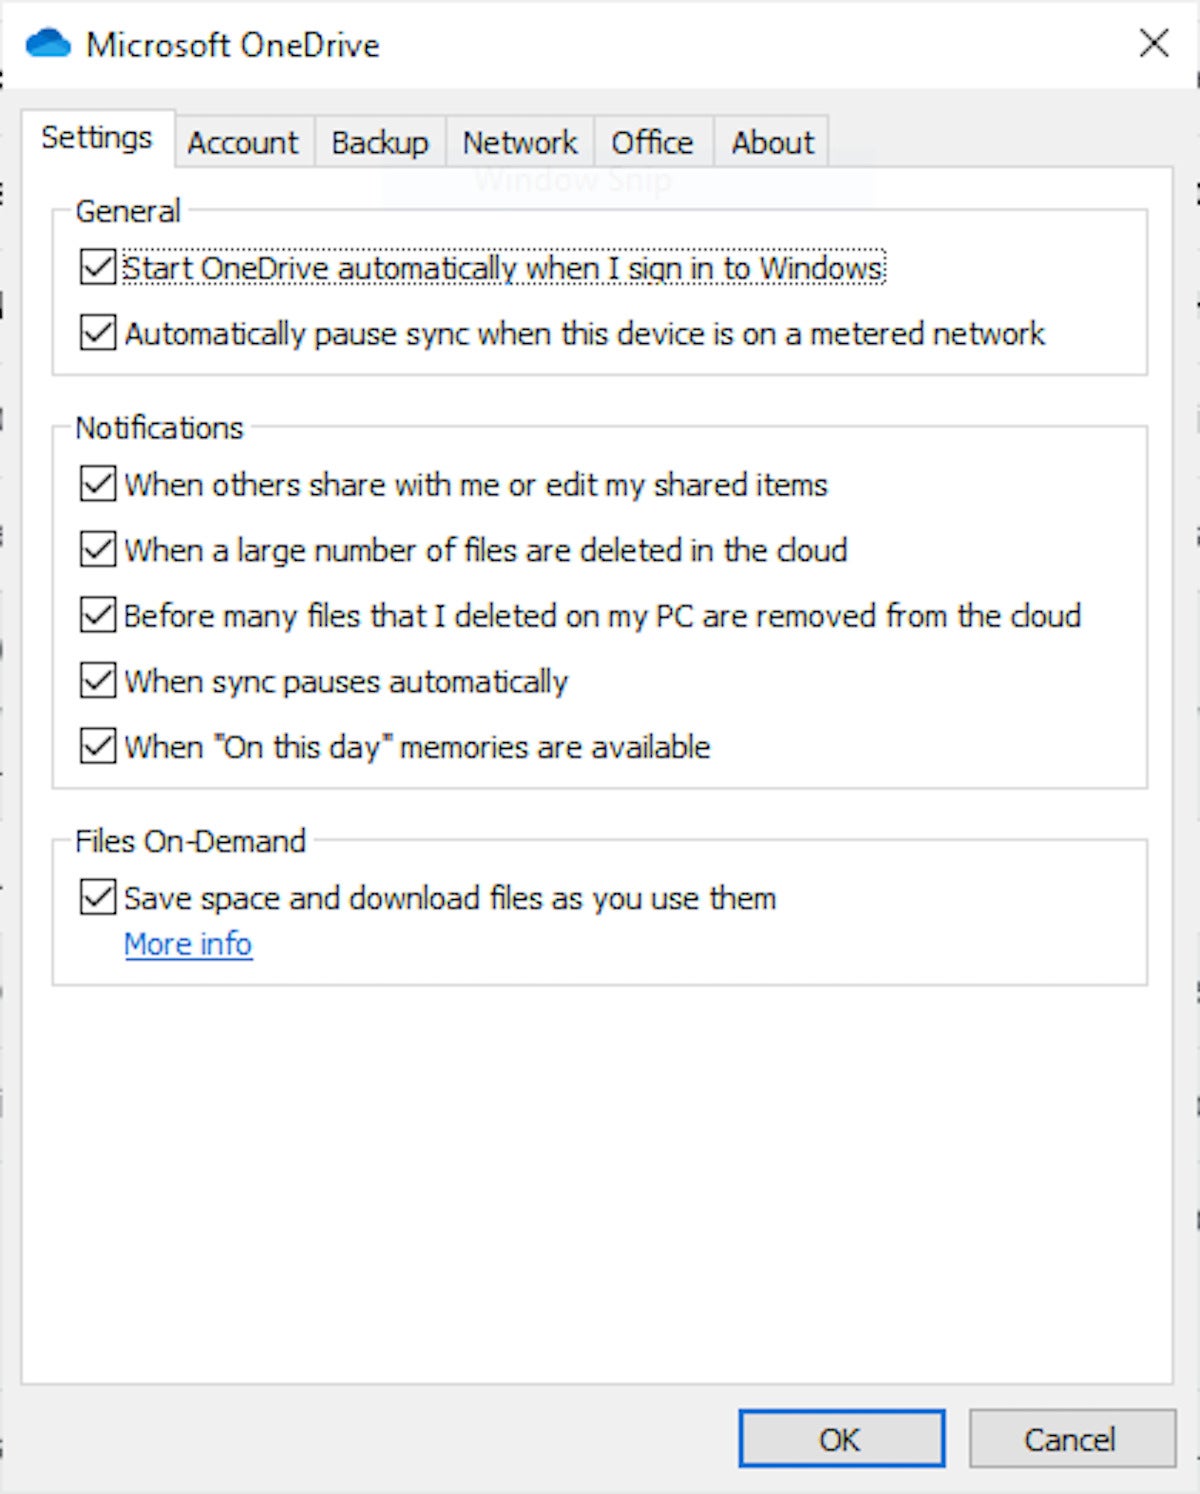 Microsoft OneDrive
Settings Account Backup Network Office About
Window Snip
General
Start OneDrive automatically when I sign in to Windows
Automatically pause sync when this device is on a metered network
Notifications
When others share with me or edit my shared items
When a large number of files are deleted in the cloud
Before many files that I deleted on my PC are removed from the cloud
When sync pauses automatically
When "On this day" memories are available
Files On-Demand
Save space and download files as you use them
More info
OK Cancel